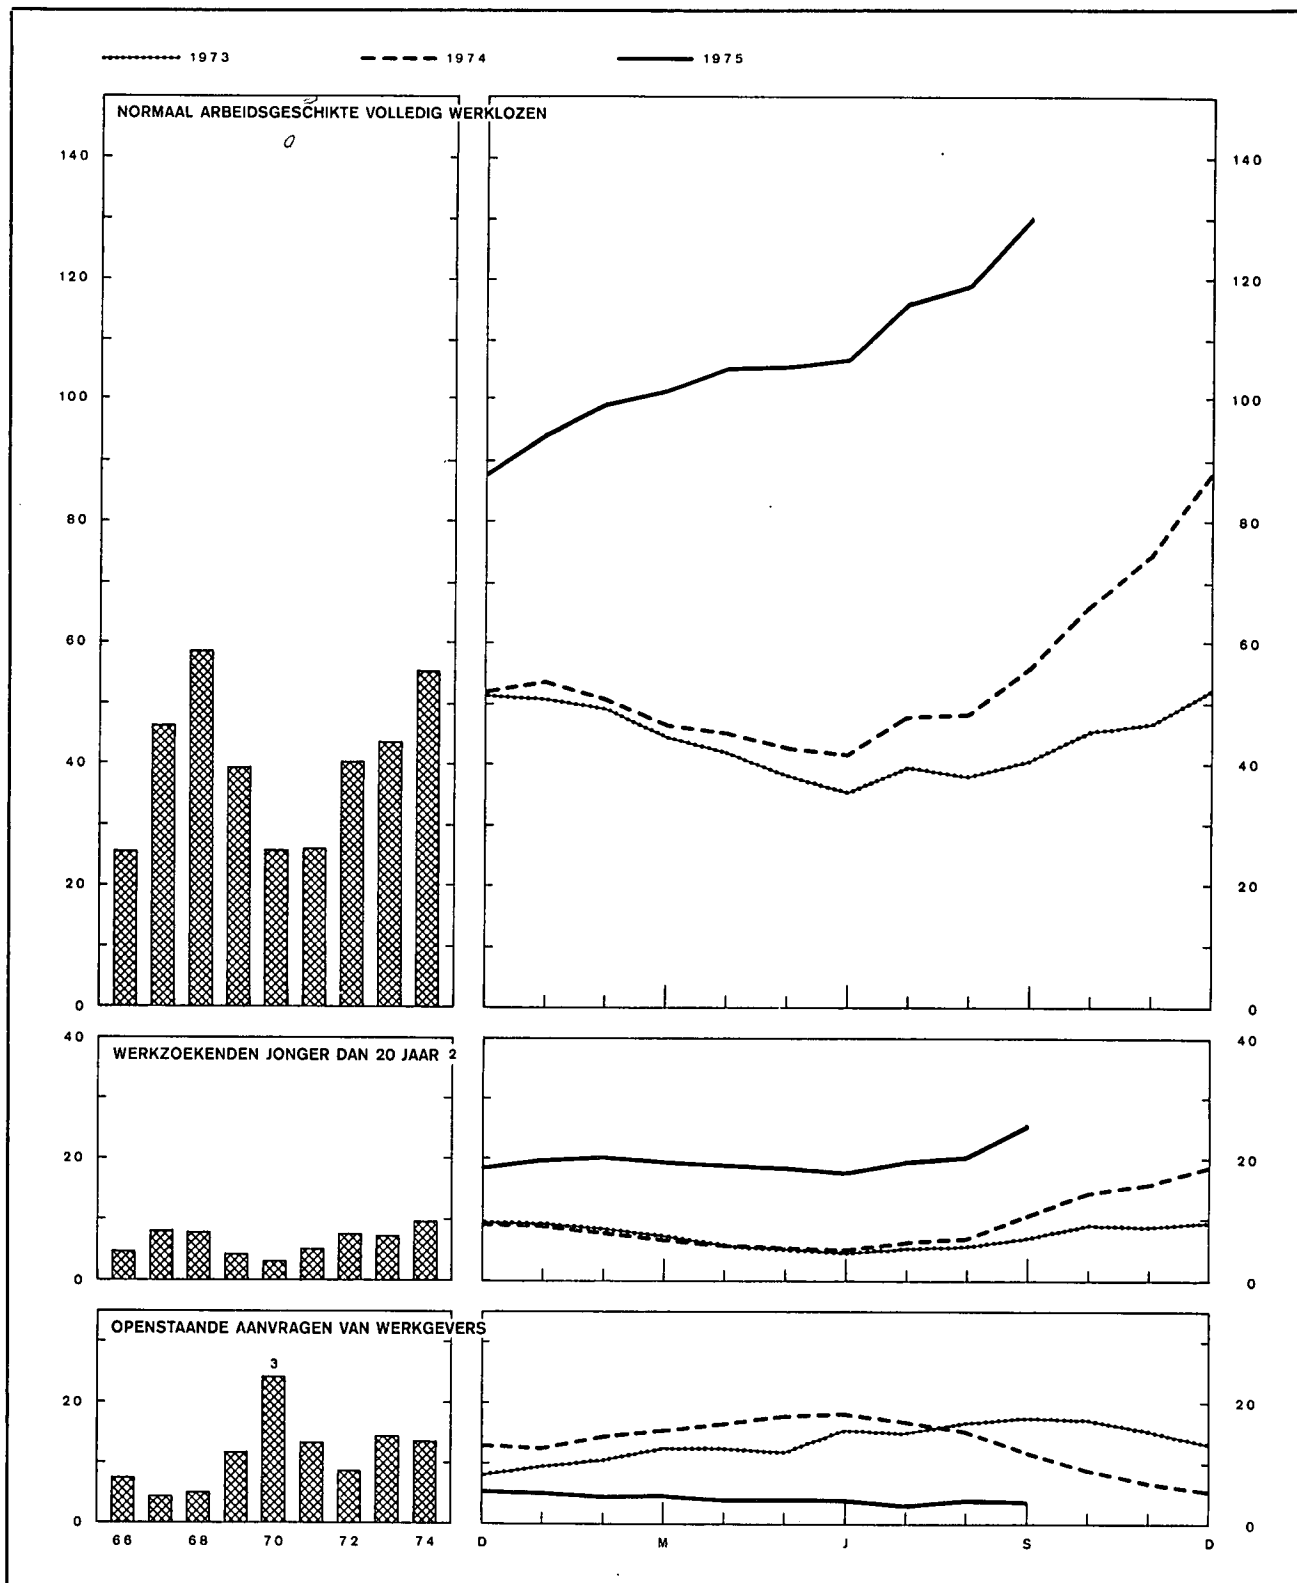 1973 1974 1975
NORMAAL ARBEIDSGESCHIKTE VOLLEDIG WERKLOZEN
140 140
120 120
100 100
80 80
60 60
40 40
20 20
0 0
40 40
WERKZOEKENDEN JONGER DAN 20 JAAR 2
20 20
0 0
OPENSTAANDE AANVRAGEN VAN WERKGEVERS
3
20 20
0 0
66 68 70 72 74 D M J S D